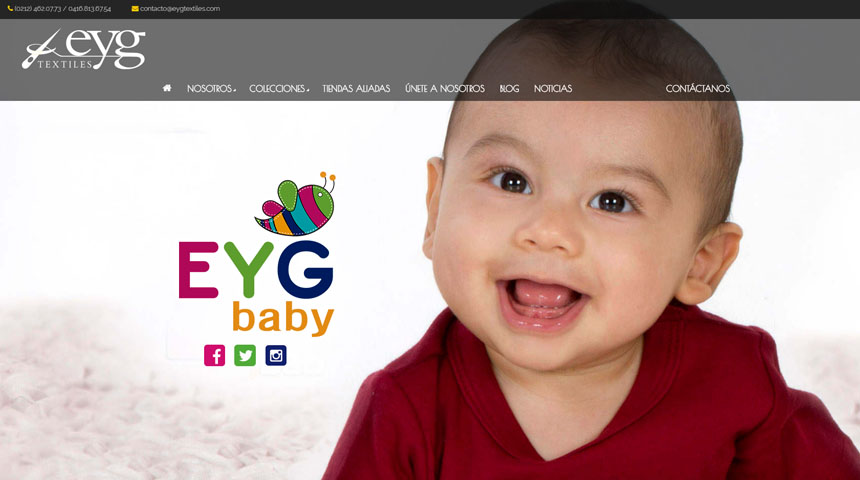 (0212) 462.07.73 / 0416.813.67.54 contacto@eygtextiles.com
eyg
TEXTILES
NOSOTROS COLECCIONES TIENDAS ALIADAS ÚNETE A NOSOTROS BLOG NOTICIAS CONTÁCTANOS
EYG
baby